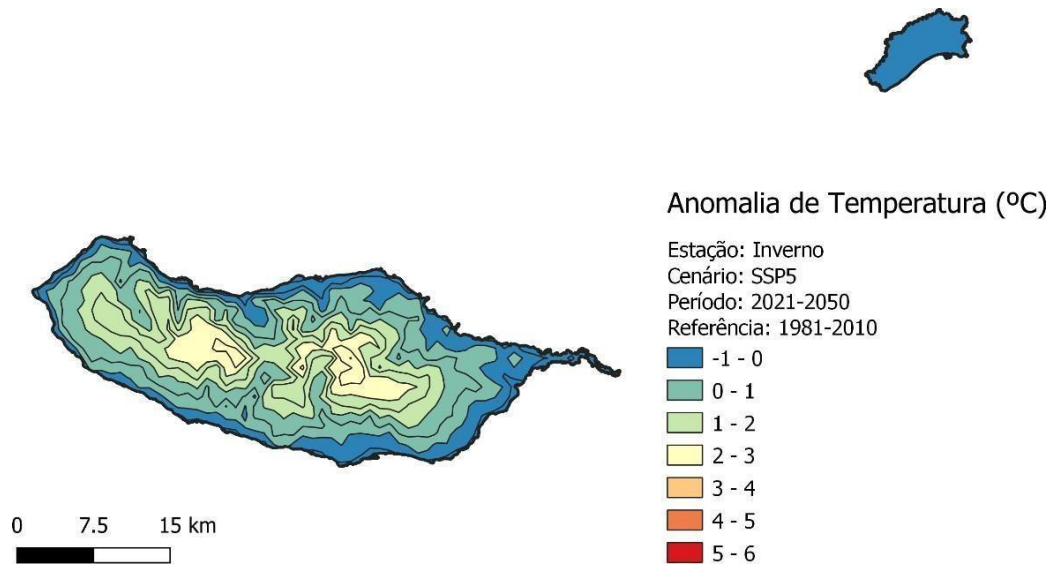 Anomalia de Temperatura (ºC)
Estação: Inverno
Cenário: SSP5
Período: 2021-2050
Referência: 1981-2010
-1 - 0
0 - 1
1 - 2
2 - 3
3 - 4
4 - 5
5 - 6
0 7.5 15 km